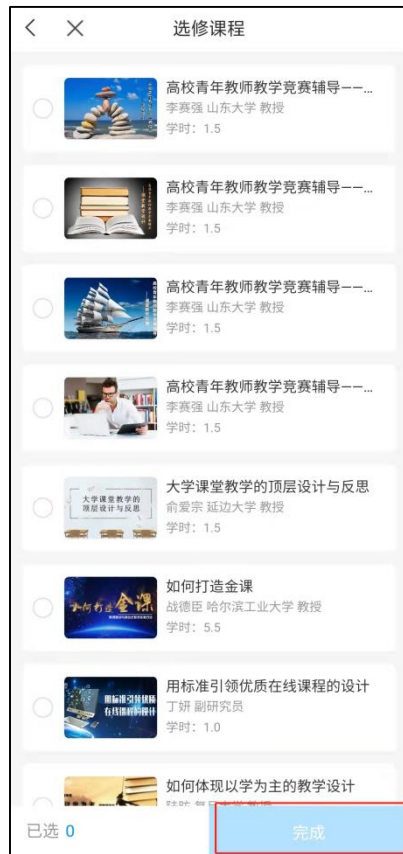 选修课程
高校青年教师教学竞赛辅导——...
李赛强 山东大学 教授
学时：1.5
高校青年教师教学竞赛辅导——...
李赛强 山东大学 教授
学时：1.5
高校青年教师教学竞赛辅导——...
李赛强 山东大学 教授
学时：1.5
高校青年教师教学竞赛辅导——...
李赛强 山东大学 教授
学时：1.5
大学课堂教学的
顶层设计与反思
大学课堂教学的顶层设计与反思
俞爱宗 延边大学 教授
学时：1.5
如何打造金课
如何打造金课
战德臣 哈尔滨工业大学 教授
学时：5.5
用标准引领优质
在线课程的设计
用标准引领优质在线课程的设计
丁妍 副研究员
学时：1.0
如何体现以学为主的教学设计
已选 0
完成